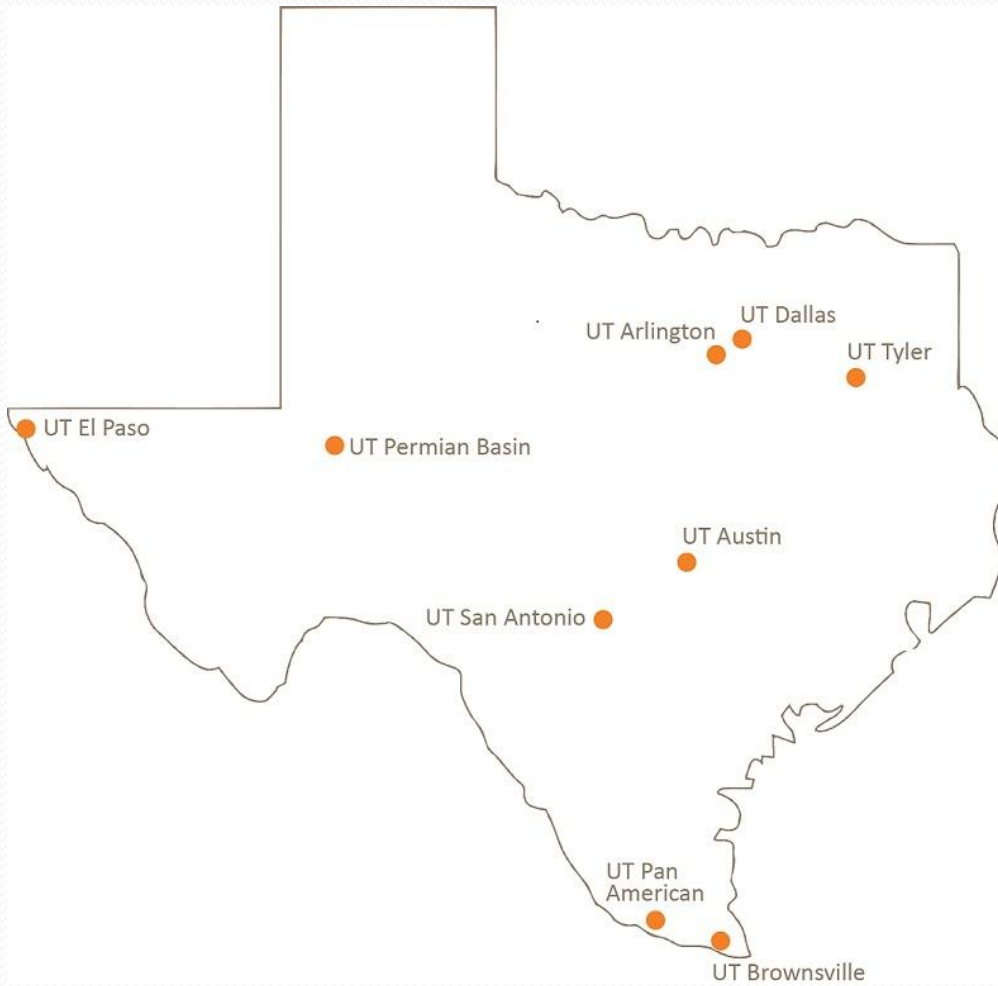 UT Dallas
UT Arlington
UT Tyler
UT El Paso
UT Permian Basin
UT Austin
UT San Antonio
UT Pan
American
UT Brownsville